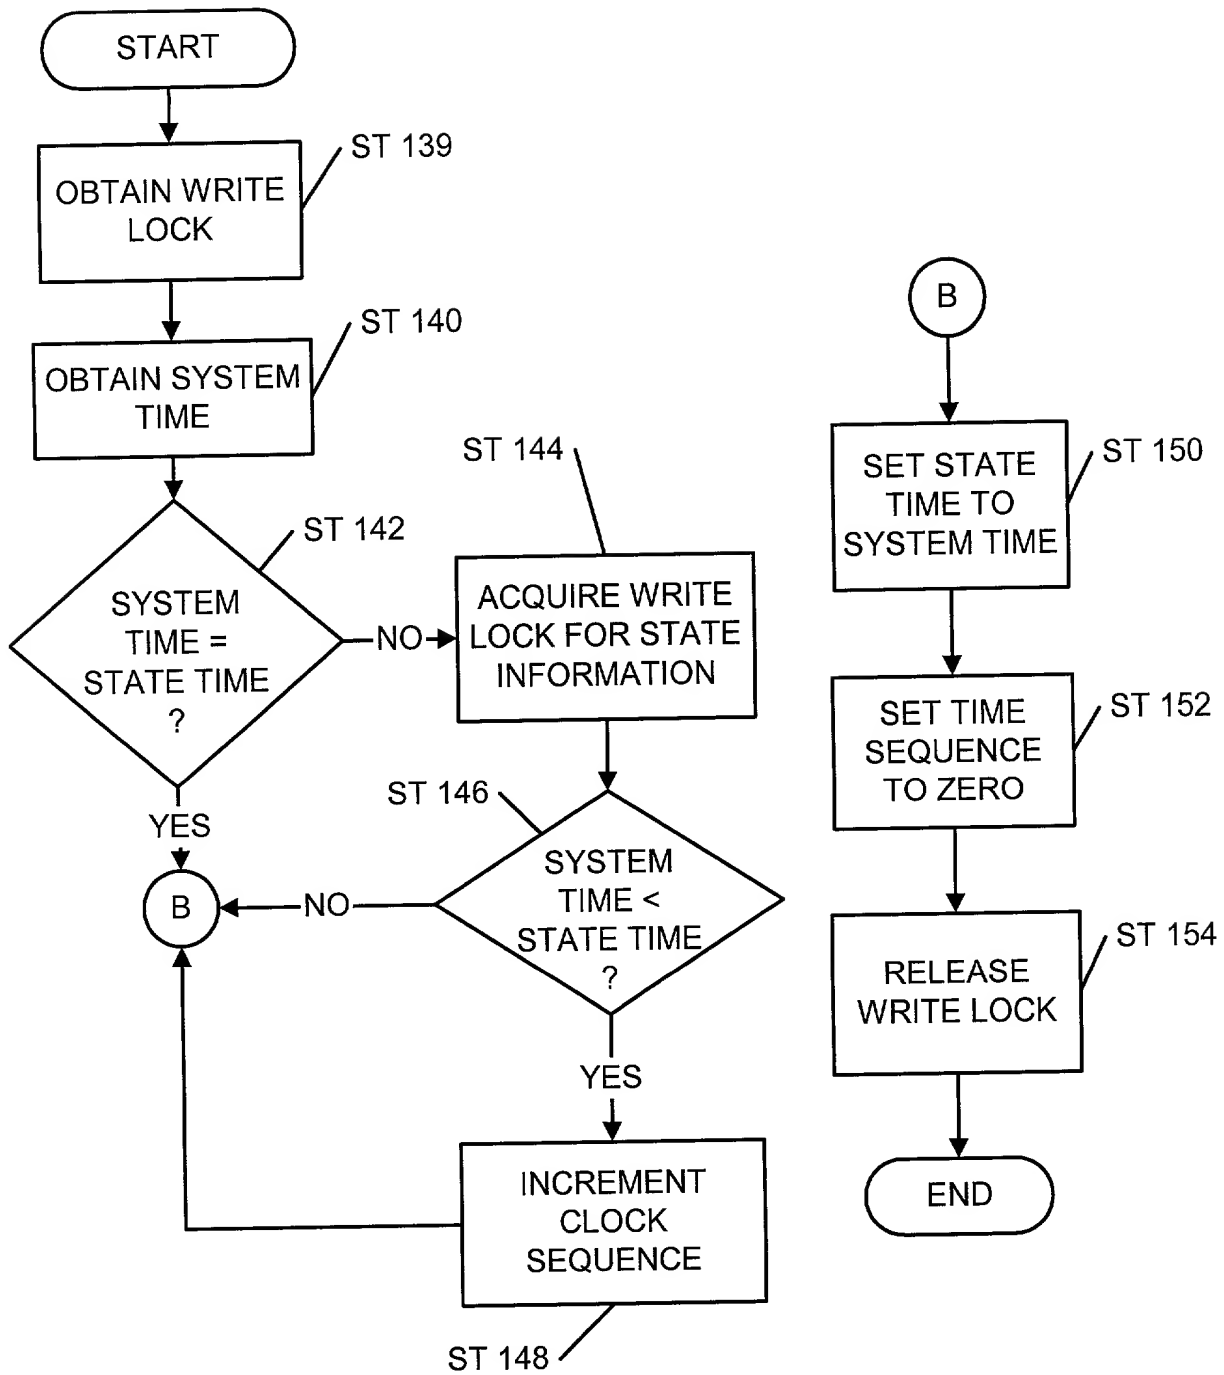 START
ST 139
OBTAIN WRITE
LOCK
ST 140
OBTAIN SYSTEM
TIME
ST 142
SYSTEM
TIME =
STATE TIME
?
NO
YES
ST 144
ACQUIRE WRITE
LOCK FOR STATE
INFORMATION
ST 146
SYSTEM
TIME <
STATE TIME
?
NO
B
YES
INCREMENT
CLOCK
SEQUENCE
ST 148
B
ST 150
SET STATE
TIME TO
SYSTEM TIME
ST 152
SET TIME
SEQUENCE
TO ZERO
ST 154
RELEASE
WRITE LOCK
END